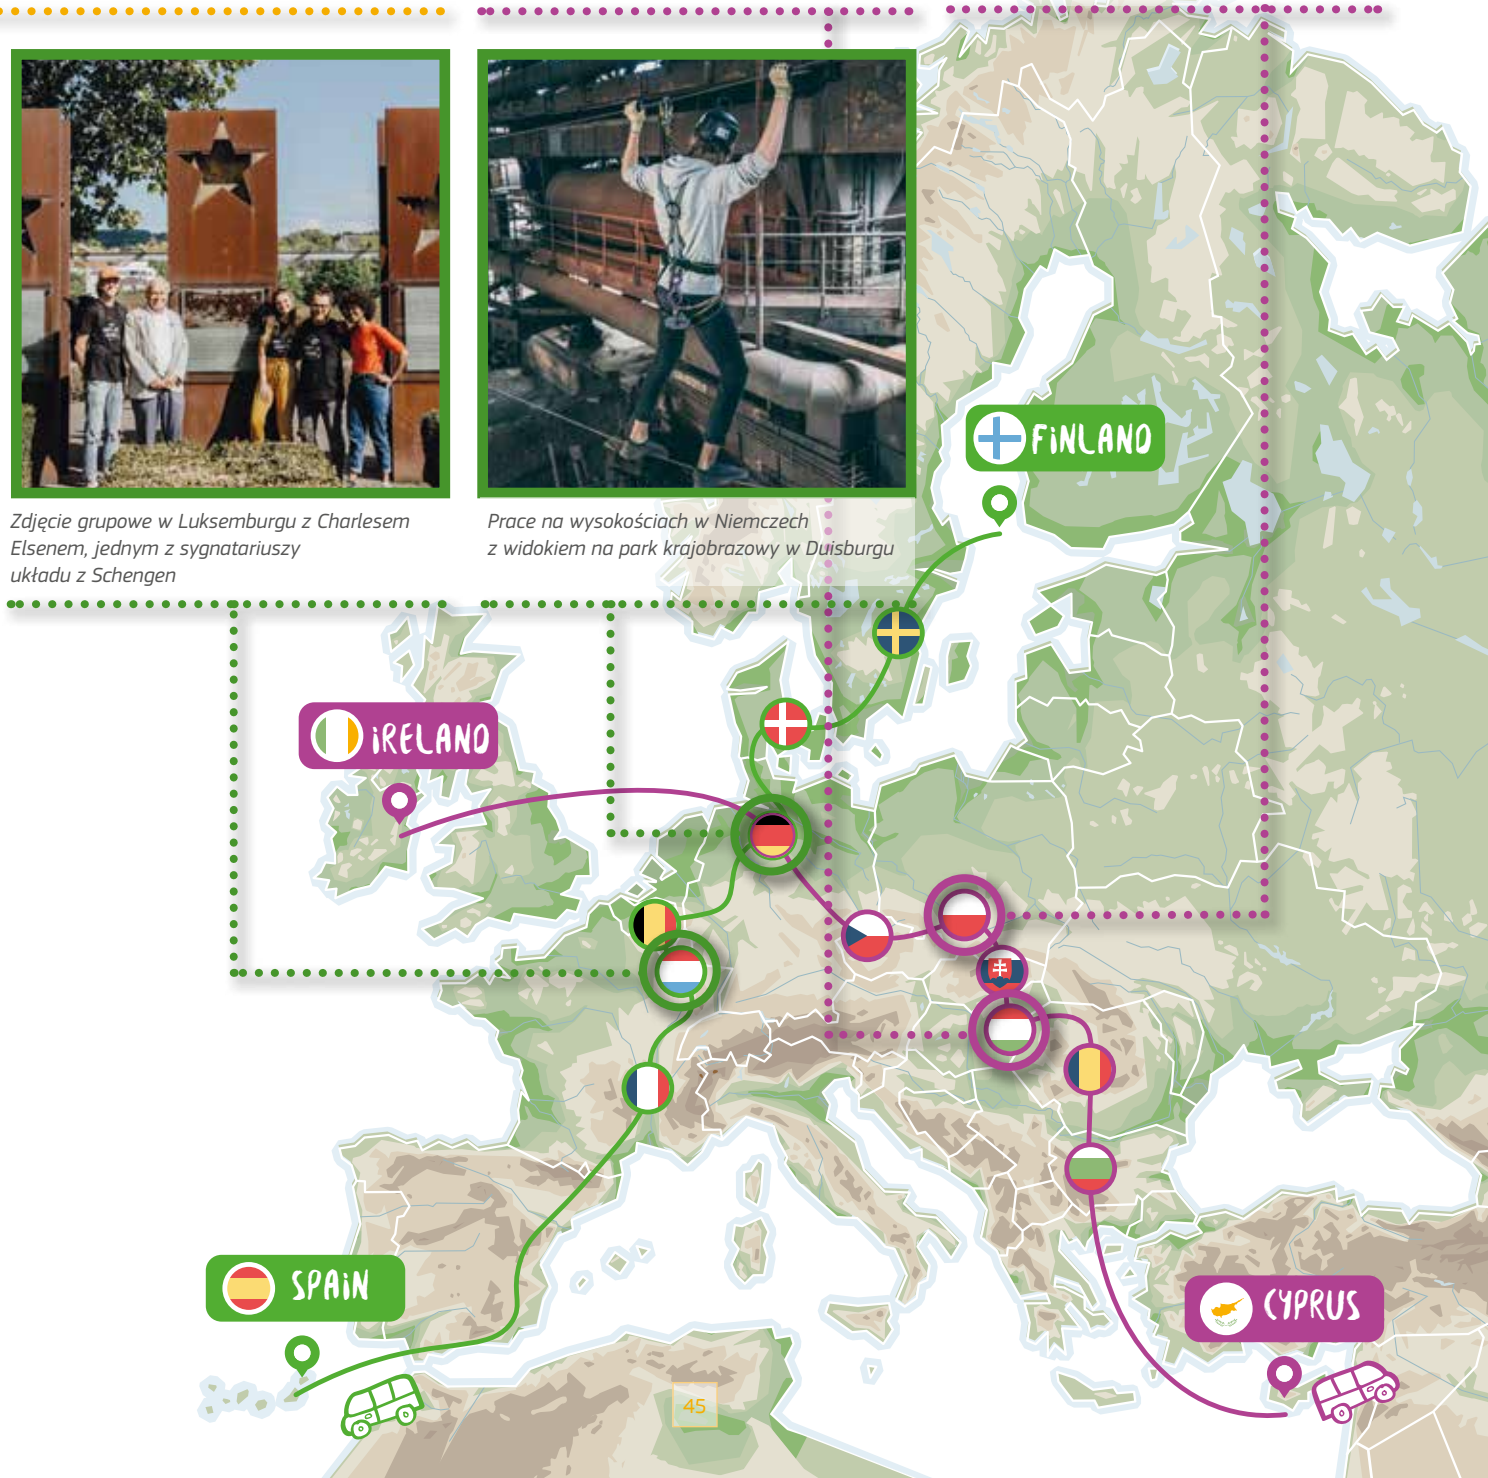 Zdjęcie grupowe w Luksemburgu z Charlesem
Elsenem, jednym z sygnatariuszy
układu z Schengen
Prace na wysokościach w Niemczech
z widokiem na park krajobrazowy w Duisburgu
FiNLAND
iRELAND
SPAiN
CYPRUS
45